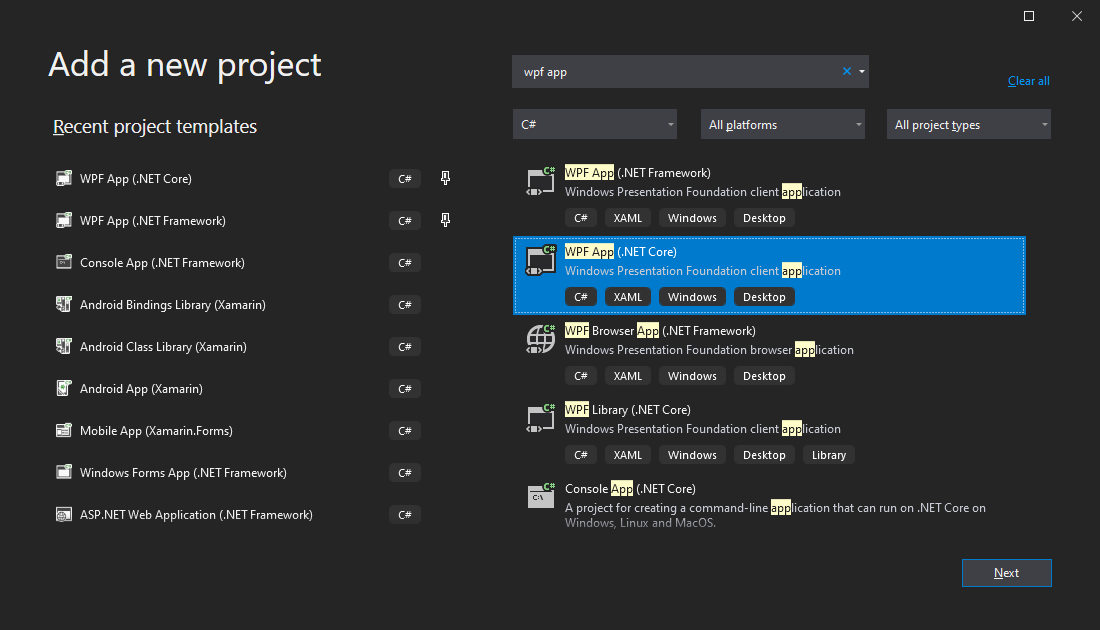 Add a new project
Recent project templates
WPF App (.NET Core) C#
WPF App (.NET Framework) C#
Console App (.NET Framework) C#
Android Bindings Library (Xamarin) C#
Android Class Library (Xamarin) C#
Android App (Xamarin) C#
Mobile App (Xamarin.Forms) C#
Windows Forms App (.NET Framework) C#
ASP.NET Web Application (.NET Framework) C#
wpf app
Clear all
C# All platforms All project types
WPF App (.NET Framework)
Windows Presentation Foundation client application
C# XAML Windows Desktop
WPF App (.NET Core)
Windows Presentation Foundation client application
C# XAML Windows Desktop
WPF Browser App (.NET Framework)
Windows Presentation Foundation browser application
C# XAML Windows Desktop
WPF Library (.NET Core)
Windows Presentation Foundation client application
C# XAML Windows Desktop Library
Console App (.NET Core)
A project for creating a command-line application that can run on .NET Core on
Windows, Linux and MacOS.
Next